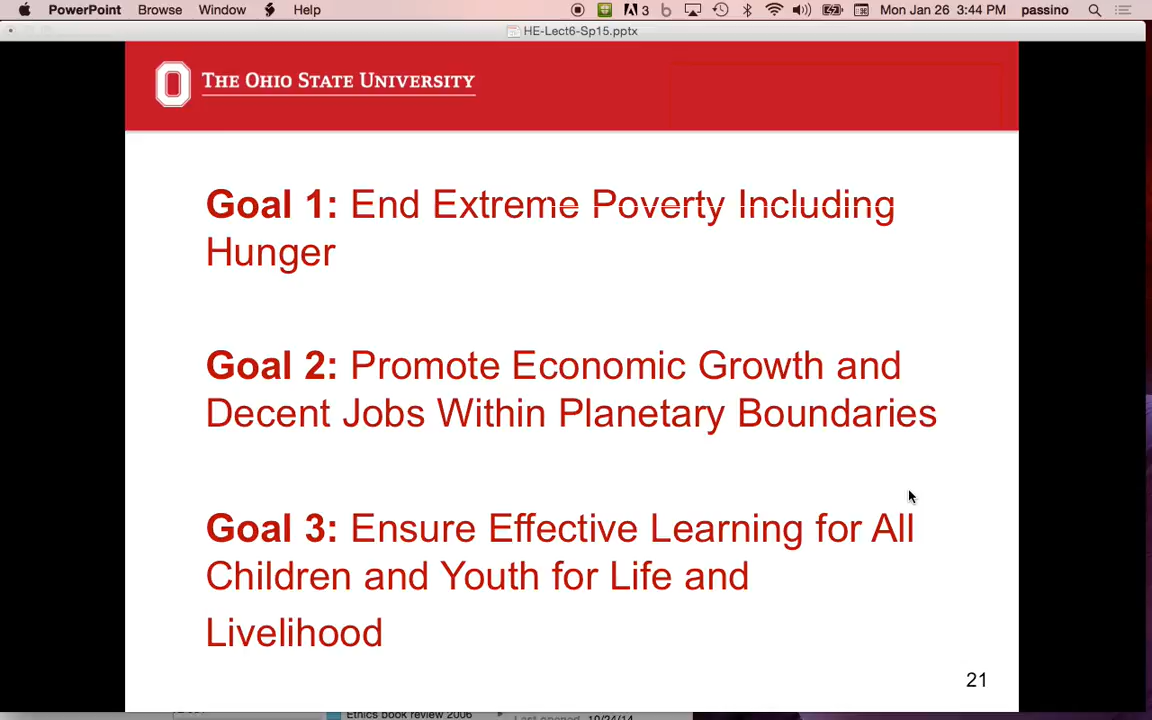 PowerPoint Browse Window Help 3 Mon Jan 26 3:44 PM passino
HE-Lect6-Sp15.pptx
THE OHIO STATE UNIVERSITY
Goal 1: End Extreme Poverty Including
Hunger
Goal 2: Promote Economic Growth and
Decent Jobs Within Planetary Boundaries
Goal 3: Ensure Effective Learning for All
Children and Youth for Life and
Livelihood
21
Ethics book review 2006 Last opened 10/24/14